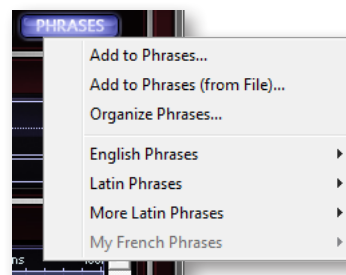 PHRASES
Add to Phrases...
Add to Phrases (from File)...
Organize Phrases...
English Phrases
Latin Phrases
More Latin Phrases
My French Phrases